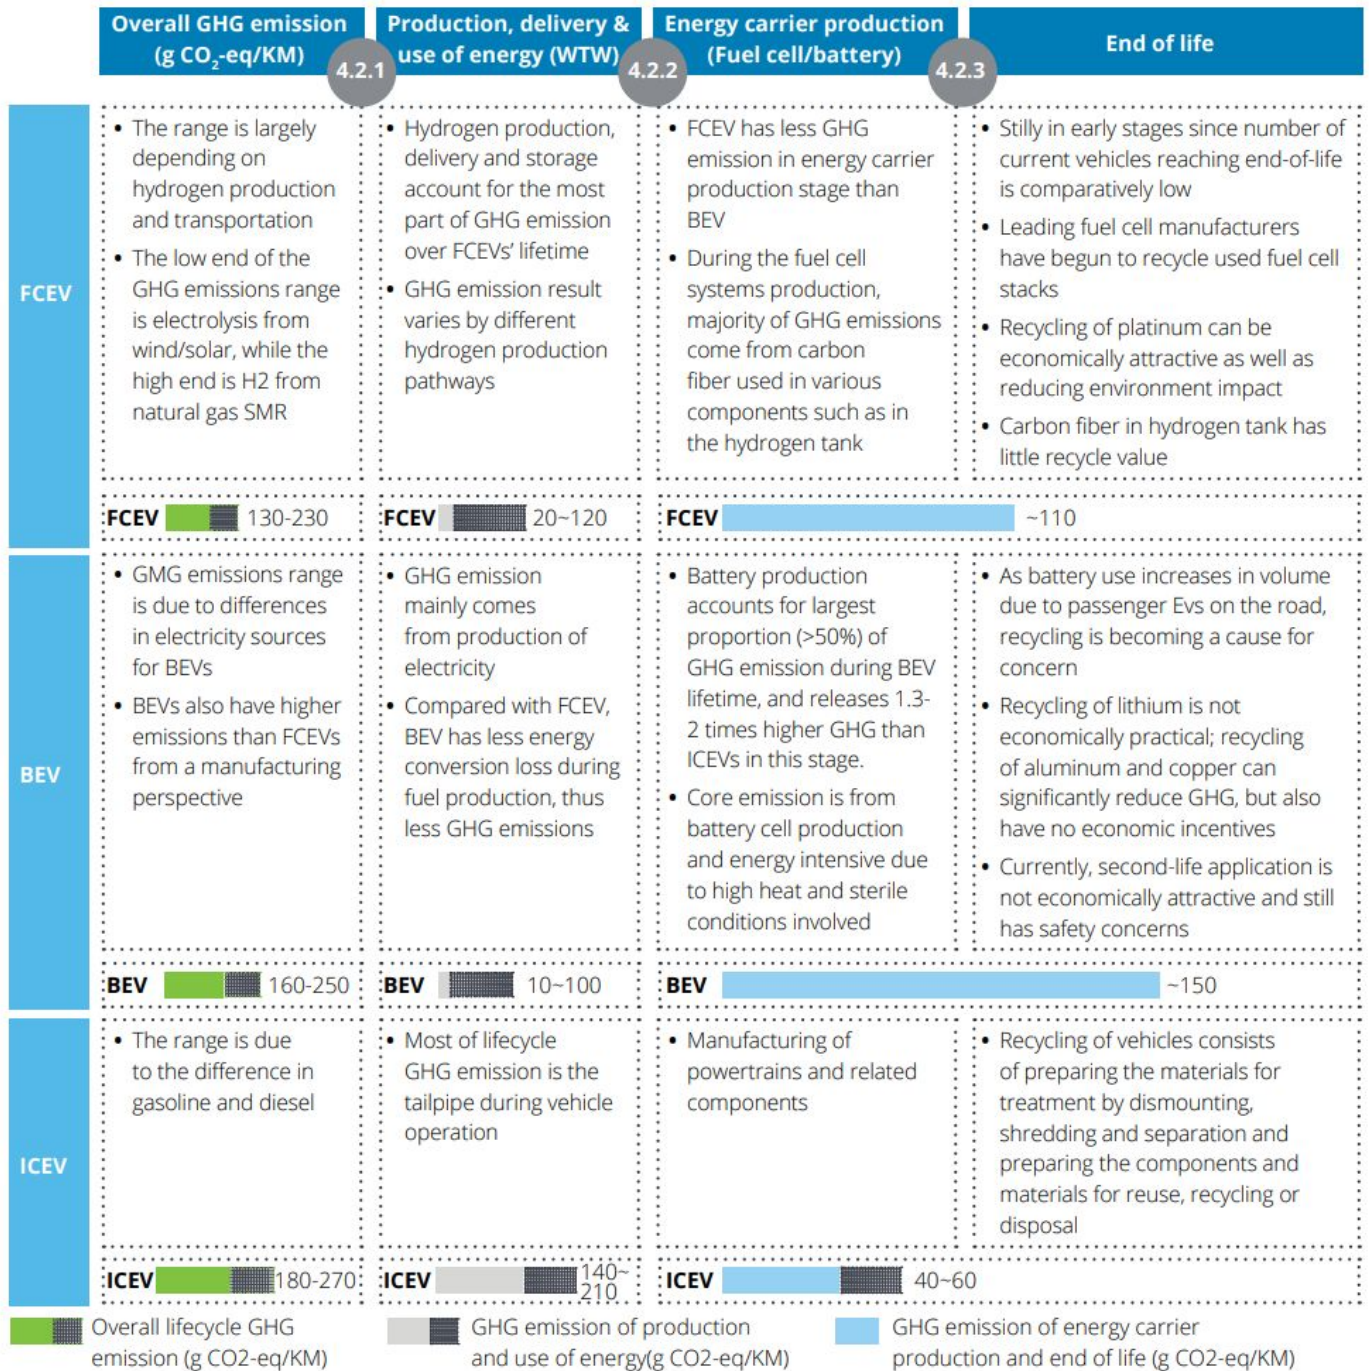 Overall GHG emission
(g CO2-eq/KM)
4.2.1
Production, delivery &
use of energy (WTW)
4.2.2
Energy carrier production
(Fuel cell/battery)
4.2.3
End of life
FCEV
• The range is largely
depending on
hydrogen production
and transportation
• The low end of the
GHG emissions range
is electrolysis from
wind/solar, while the
high end is H2 from
natural gas SMR
• Hydrogen production,
delivery and storage
account for the most
part of GHG emission
over FCEVs’ lifetime
• GHG emission result
varies by different
hydrogen production
pathways
• FCEV has less GHG
emission in energy carrier
production stage than
BEV
• During the fuel cell
systems production,
majority of GHG emissions
come from carbon
fiber used in various
components such as in
the hydrogen tank
• Stilly in early stages since number of
current vehicles reaching end-of-life
is comparatively low
• Leading fuel cell manufacturers
have begun to recycle used fuel cell
stacks
• Recycling of platinum can be
economically attractive as well as
reducing environment impact
• Carbon fiber in hydrogen tank has
little recycle value
FCEV 130-230
FCEV 20~120
FCEV ~110
BEV
• GMG emissions range
is due to differences
in electricity sources
for BEVs
• BEVs also have higher
emissions than FCEVs
from a manufacturing
perspective
• GHG emission
mainly comes
from production of
electricity
• Compared with FCEV,
BEV has less energy
conversion loss during
fuel production, thus
less GHG emissions
• Battery production
accounts for largest
proportion (>50%) of
GHG emission during BEV
lifetime, and releases 1.3-
2 times higher GHG than
ICEVs in this stage.
• Core emission is from
battery cell production
and energy intensive due
to high heat and sterile
conditions involved
• As battery use increases in volume
due to passenger Evs on the road,
recycling is becoming a cause for
concern
• Recycling of lithium is not
economically practical; recycling
of aluminum and copper can
significantly reduce GHG, but also
have no economic incentives
• Currently, second-life application is
not economically attractive and still
has safety concerns
BEV 160-250
BEV 10~100
BEV ~150
ICEV
• The range is due
to the difference in
gasoline and diesel
• Most of lifecycle
GHG emission is the
tailpipe during vehicle
operation
• Manufacturing of
powertrains and related
components
• Recycling of vehicles consists
of preparing the materials for
treatment by dismounting,
shredding and separation and
preparing the components and
materials for reuse, recycling or
disposal
ICEV 180-270
ICEV 140~
210
ICEV 40~60
Overall lifecycle GHG
emission (g CO2-eq/KM)
GHG emission of production
and use of energy(g CO2-eq/KM)
GHG emission of energy carrier
production and end of life (g CO2-eq/KM)